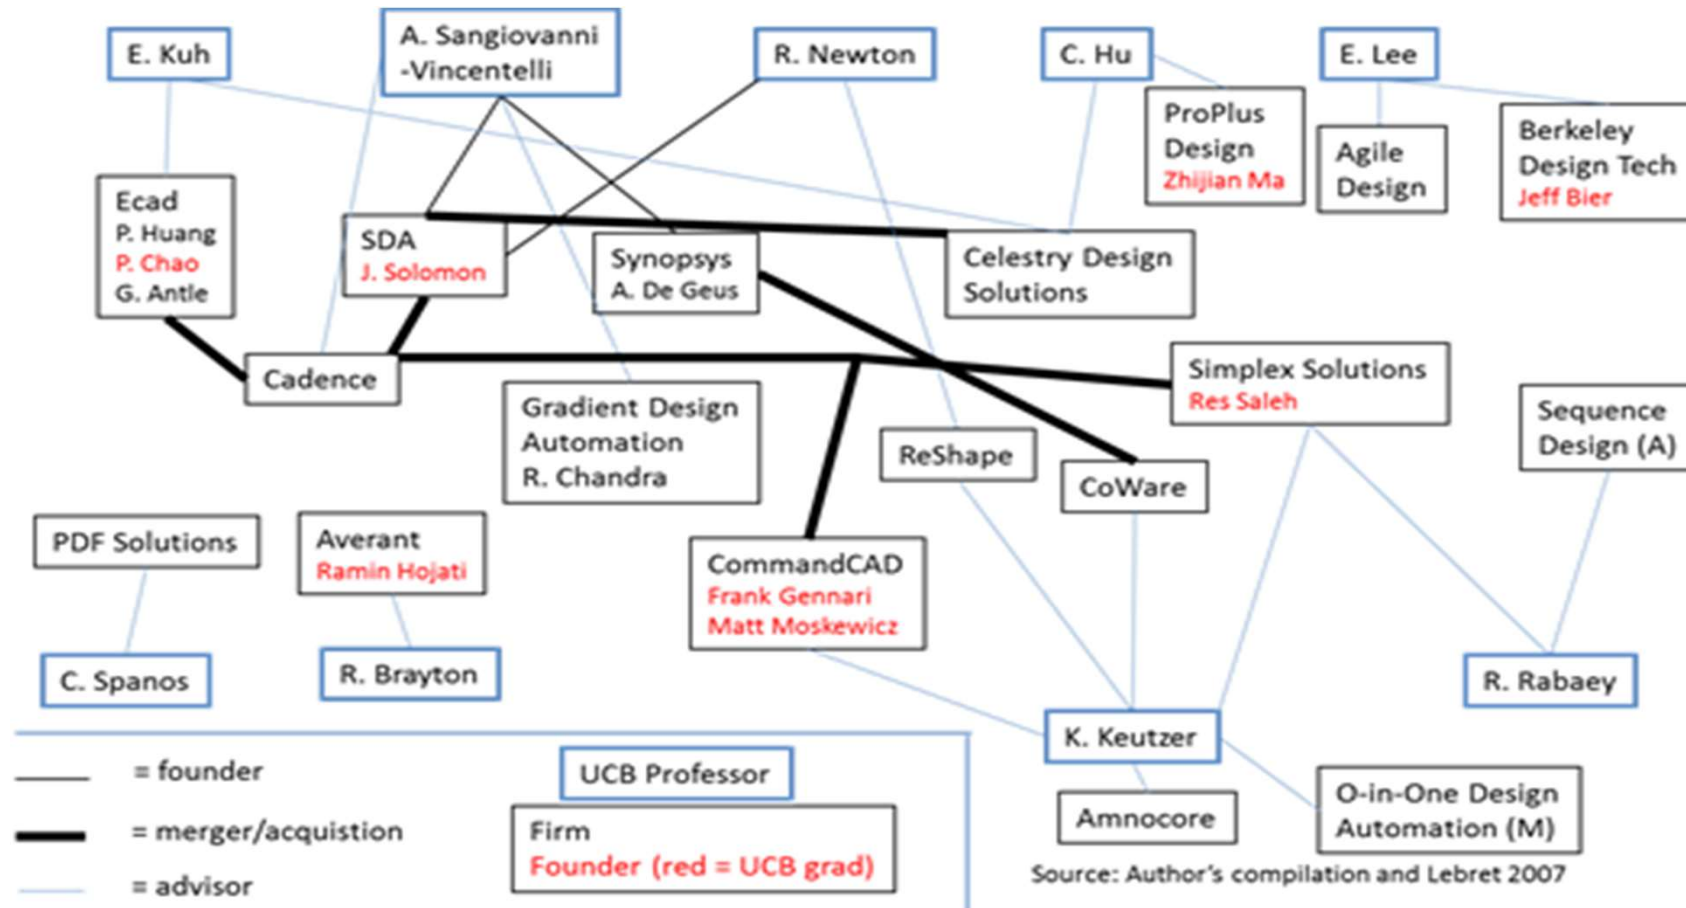 E. Kuh
A. Sangiovanni
-Vincentelli
R. Newton
C. Hu
E. Lee
ProPlus
Design
Zhijian Ma
Agile
Design
Berkeley
Design Tech
Jeff Bier
Ecad
P. Huang
P. Chao
G. Antle
SDA
J. Solomon
Synopsys
A. De Geus
Celestry Design
Solutions
Cadence
Gradient Design
Automation
R. Chandra
ReShape
CoWare
Simplex Solutions
Res Saleh
Sequence
Design (A)
PDF Solutions
Averant
Ramin Hojati
CommandCAD
Frank Gennari
Matt Moskewicz
C. Spanos
R. Brayton
K. Keutzer
R. Rabaey
Amnocore
O-in-One Design
Automation (M)
= founder
= merger/acquistion
= advisor
UCB Professor
Firm
Founder (red = UCB grad)
Source: Author's compilation and Lebret 2007